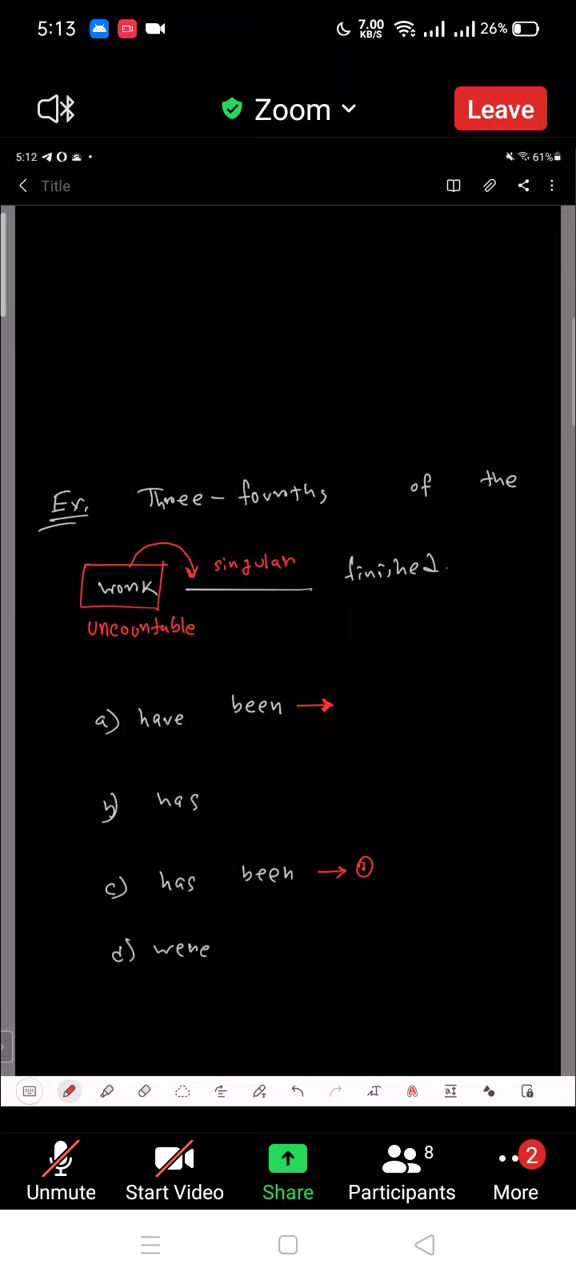 5:13
7.00 KB/S
26%
Zoom
Leave
5:12
61%
Title
Ex. Three-fourths of the
work singular finished.
uncountable
a) have been →
b) has
c) has been →
d) were
Unmute
Start Video
Share
8
Participants
2
More